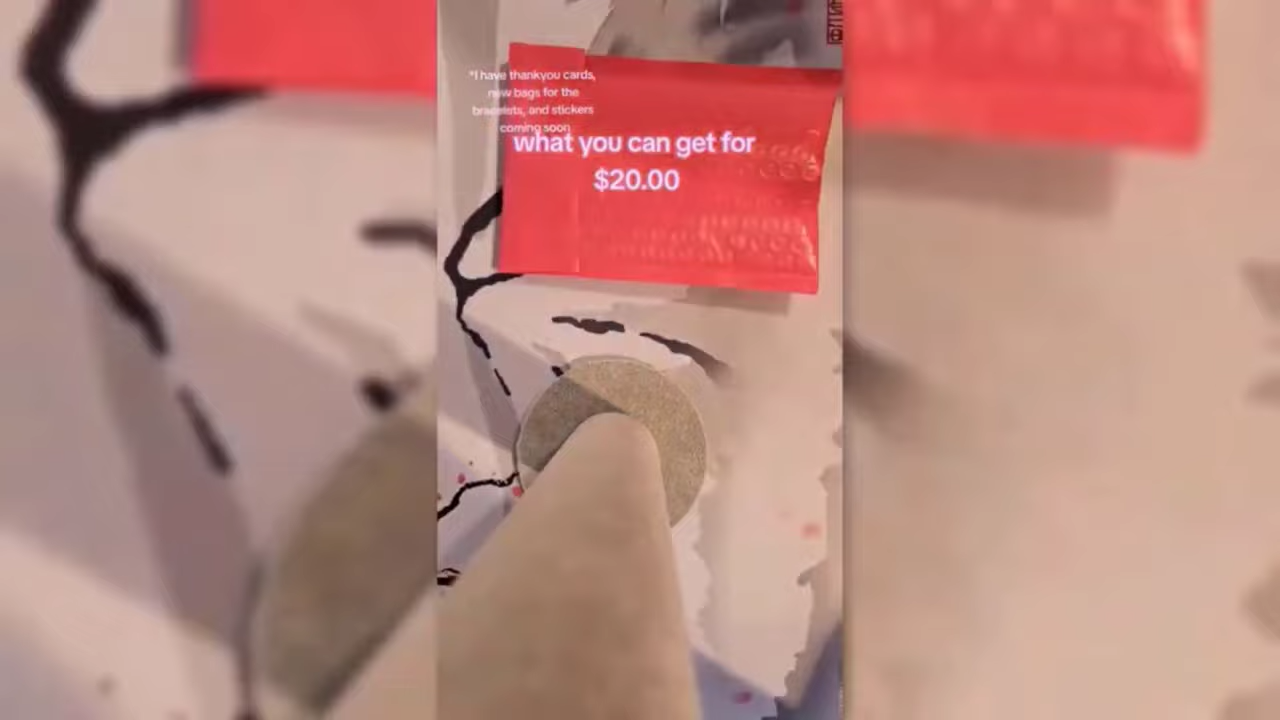 "I have thankyou cards,
new bags for the
bracelets, and stickers
coming soon
what you can get for
$20.00